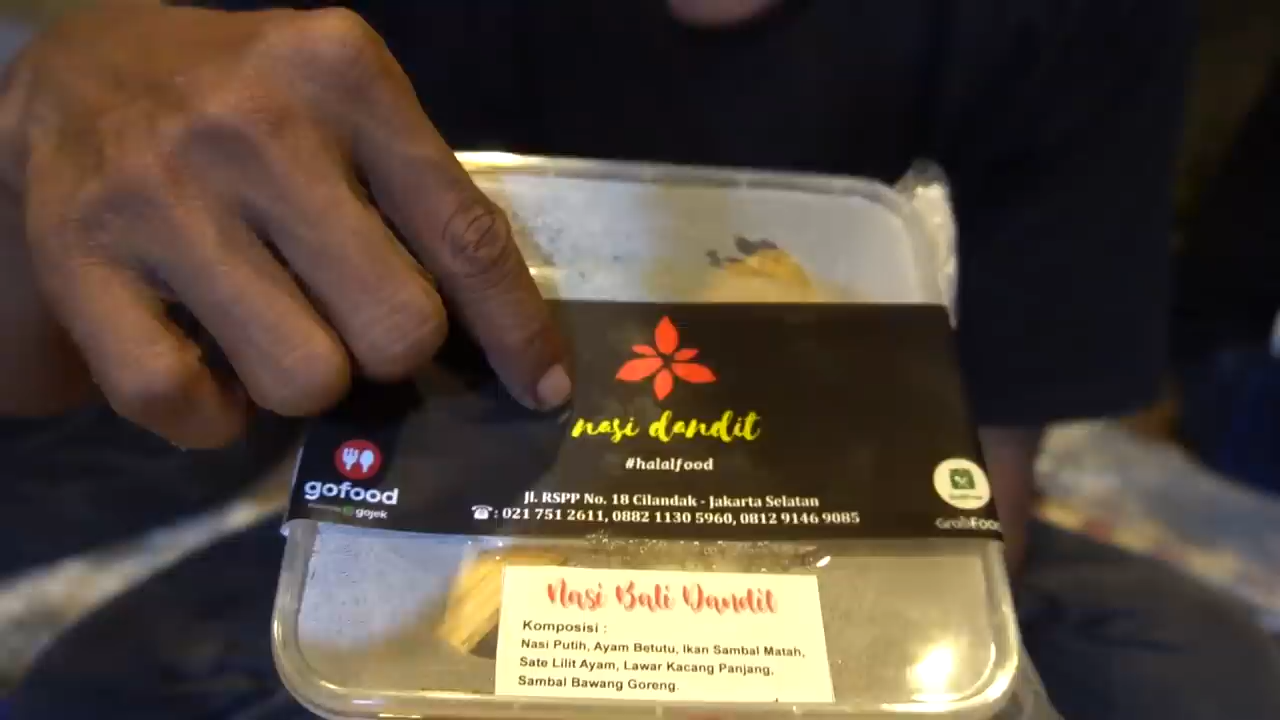 nasi dandit
#halalfood
Jl. RSPP No. 18 Cilandak - Jakarta Selatan
☎: 021 751 2611, 0882 1130 5960, 0812 9146 9085
gofood
gojek
GrabFood
Nasi Bali Dandit
Komposisi :
Nasi Putih, Ayam Betutu, Ikan Sambal Matah,
Sate Lilit Ayam, Lawar Kacang Panjang,
Sambal Bawang Goreng.